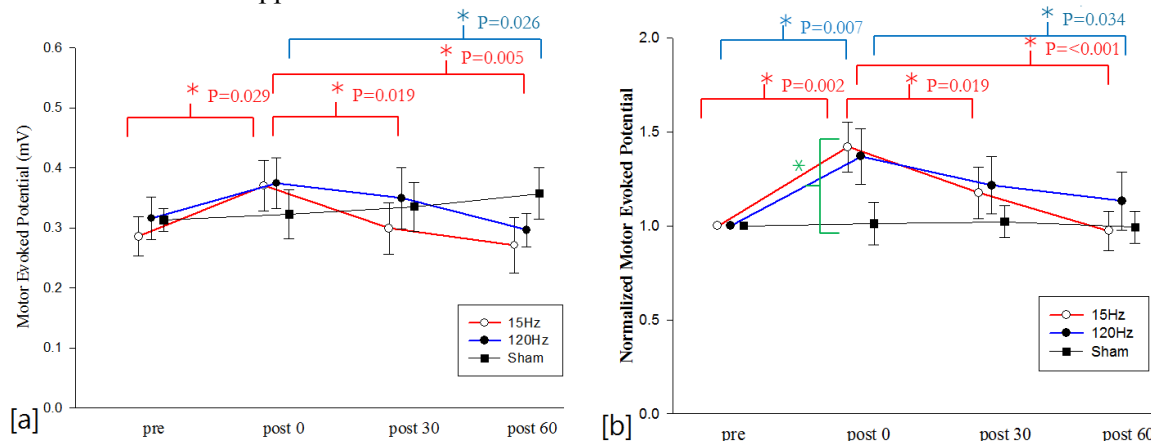 * P=0.026
* P=0.005
* P=0.029
* P=0.019
Motor Evoked Potential (mV)
0.6
0.5
0.4
0.3
0.2
0.1
0.0
15Hz
120Hz
Sham
pre post 0 post 30 post 60
[a]
* P=0.007
* P=0.034
* P=<0.001
* P=0.002
* P=0.019
*
Normalized Motor Evoked Potential
2.0
1.5
1.0
0.5
0.0
15Hz
120Hz
Sham
pre post 0 post 30 post 60
[b]